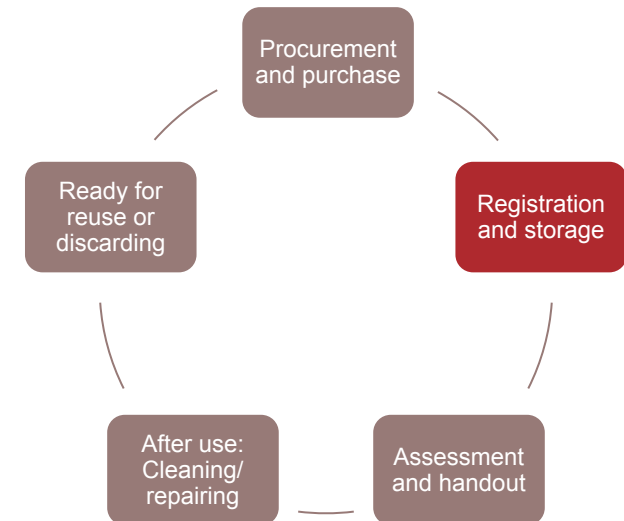 Procurement
and purchase
Registration
and storage
Assessment
and handout
After use:
Cleaning/
repairing
Ready for
reuse or
discarding